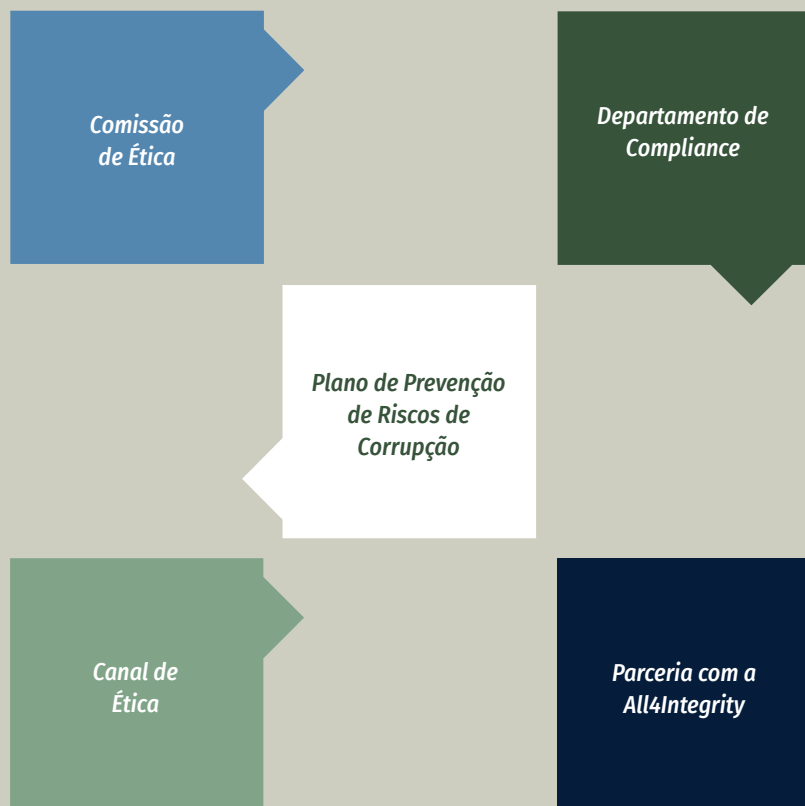 Comissão
de Ética
Departamento de
Compliance
Plano de Prevenção
de Riscos de
Corrupção
Canal de
Ética
Parceria com a
All4Integrity